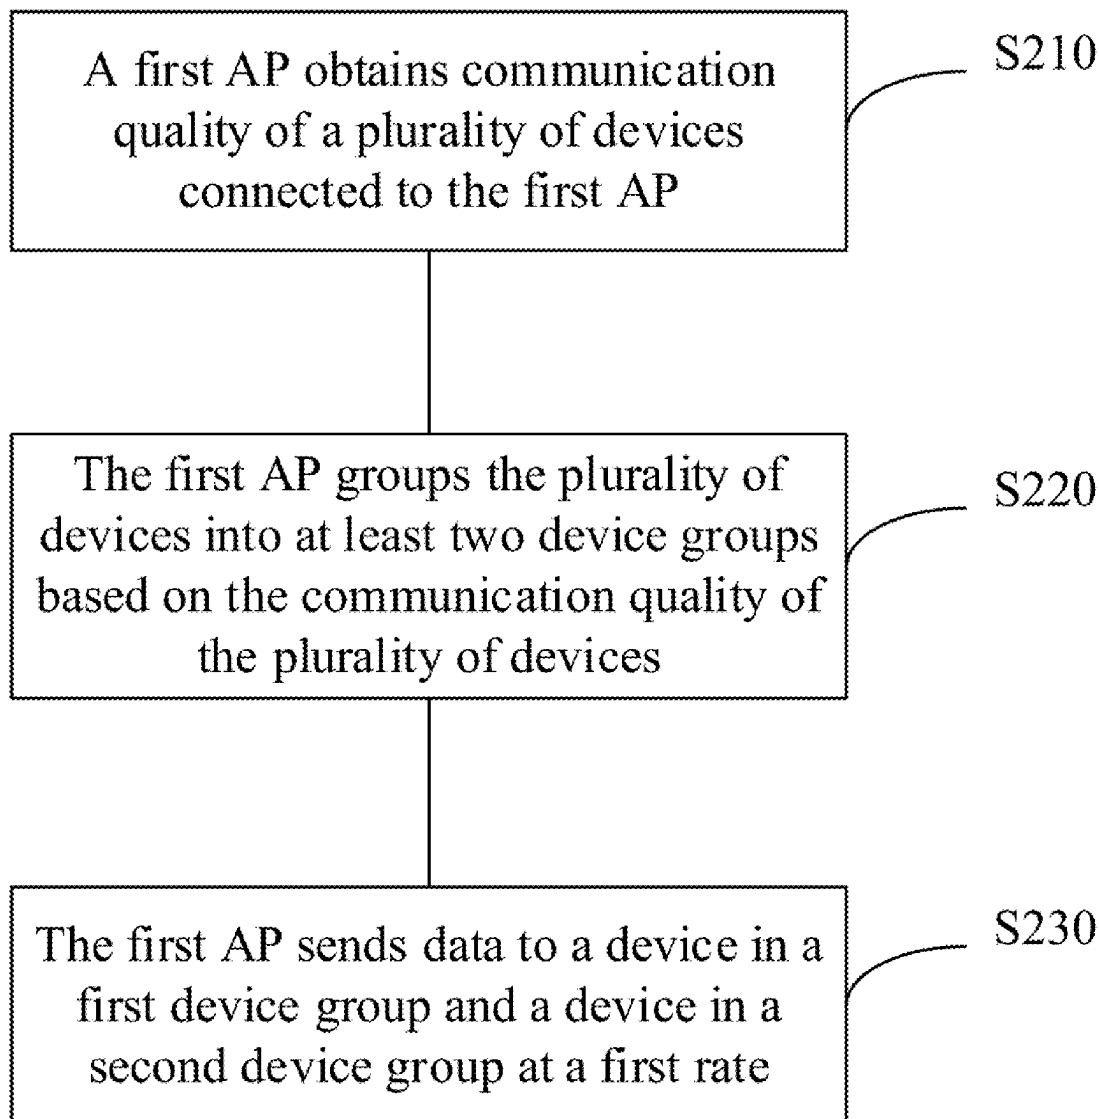 A first AP obtains communication
quality of a plurality of devices
connected to the first AP
S210
The first AP groups the plurality of
devices into at least two device groups
based on the communication quality of
the plurality of devices
S220
The first AP sends data to a device in a
first device group and a device in a
second device group at a first rate
S230